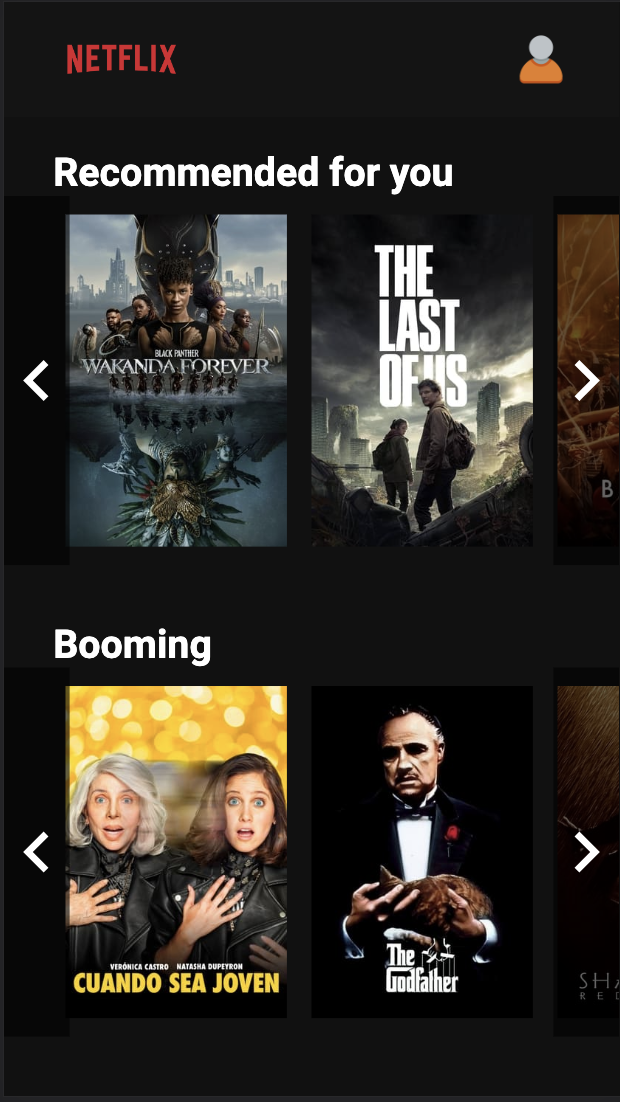 NETFLIX
Recommended for you
BLACK PANTHER
WAKANDA FOREVER
THE
LAST
OF US
B
Booming
VERÓNICA CASTRO NATASHA DUPEYRON
CUANDO SEA JOVEN
The
Godfather
SHA
RED